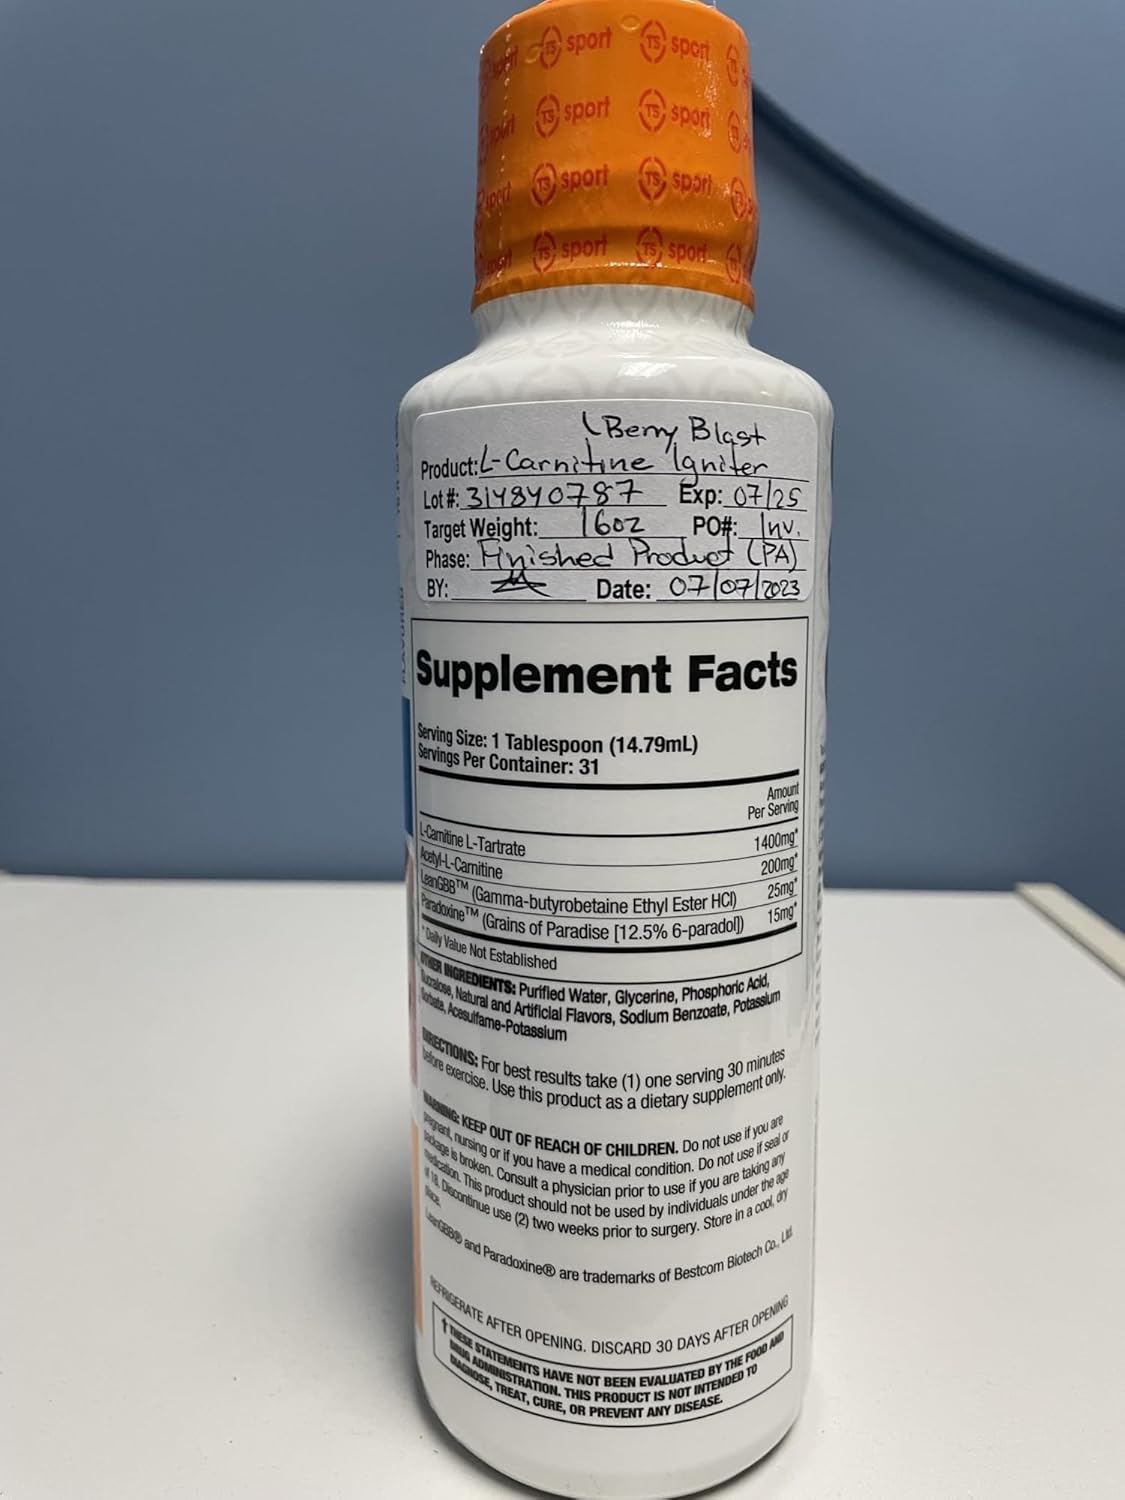 TS sport TS sport
sport TS sport TS sport
sport TS sport TS sport
sport TS sport TS sport
Berry Blast
Product: L-Carnitine Igniter
Lot #: 314840787 Exp: 07/25
Target Weight: 16oz PO#: Inv.
Phase: Finished Product (PA)
BY: Date: 07/07/2023
FLAVORED
Supplement Facts
Serving Size: 1 Tablespoon (14.79mL)
Servings Per Container: 31
Amount
Per Serving
L-Carnitine L-Tartrate 1400mg*
Acetyl-L-Carnitine 200mg*
LeanGBB™ (Gamma-butyrobetaine Ethyl Ester HCl) 25mg*
Paradoxine™ (Grains of Paradise [12.5% 6-paradol]) 15mg*
* Daily Value Not Established
OTHER INGREDIENTS: Purified Water, Glycerine, Phosphoric Acid,
Sucralose, Natural and Artificial Flavors, Sodium Benzoate, Potassium
Sorbate, Acesulfame-Potassium
DIRECTIONS: For best results take (1) one serving 30 minutes
before exercise. Use this product as a dietary supplement only.
WARNING: KEEP OUT OF REACH OF CHILDREN. Do not use if you are
pregnant, nursing or if you have a medical condition. Do not use if seal or
package is broken. Consult a physician prior to use if you are taking any
medication. This product should not be used by individuals under the age
of 18. Discontinue use (2) two weeks prior to surgery. Store in a cool, dry
place.
LeanGBB® and Paradoxine® are trademarks of Bestcom Biotech Co., Ltd.
REFRIGERATE AFTER OPENING. DISCARD 30 DAYS AFTER OPENING
† THESE STATEMENTS HAVE NOT BEEN EVALUATED BY THE FOOD AND
DRUG ADMINISTRATION. THIS PRODUCT IS NOT INTENDED TO
DIAGNOSE, TREAT, CURE, OR PREVENT ANY DISEASE.